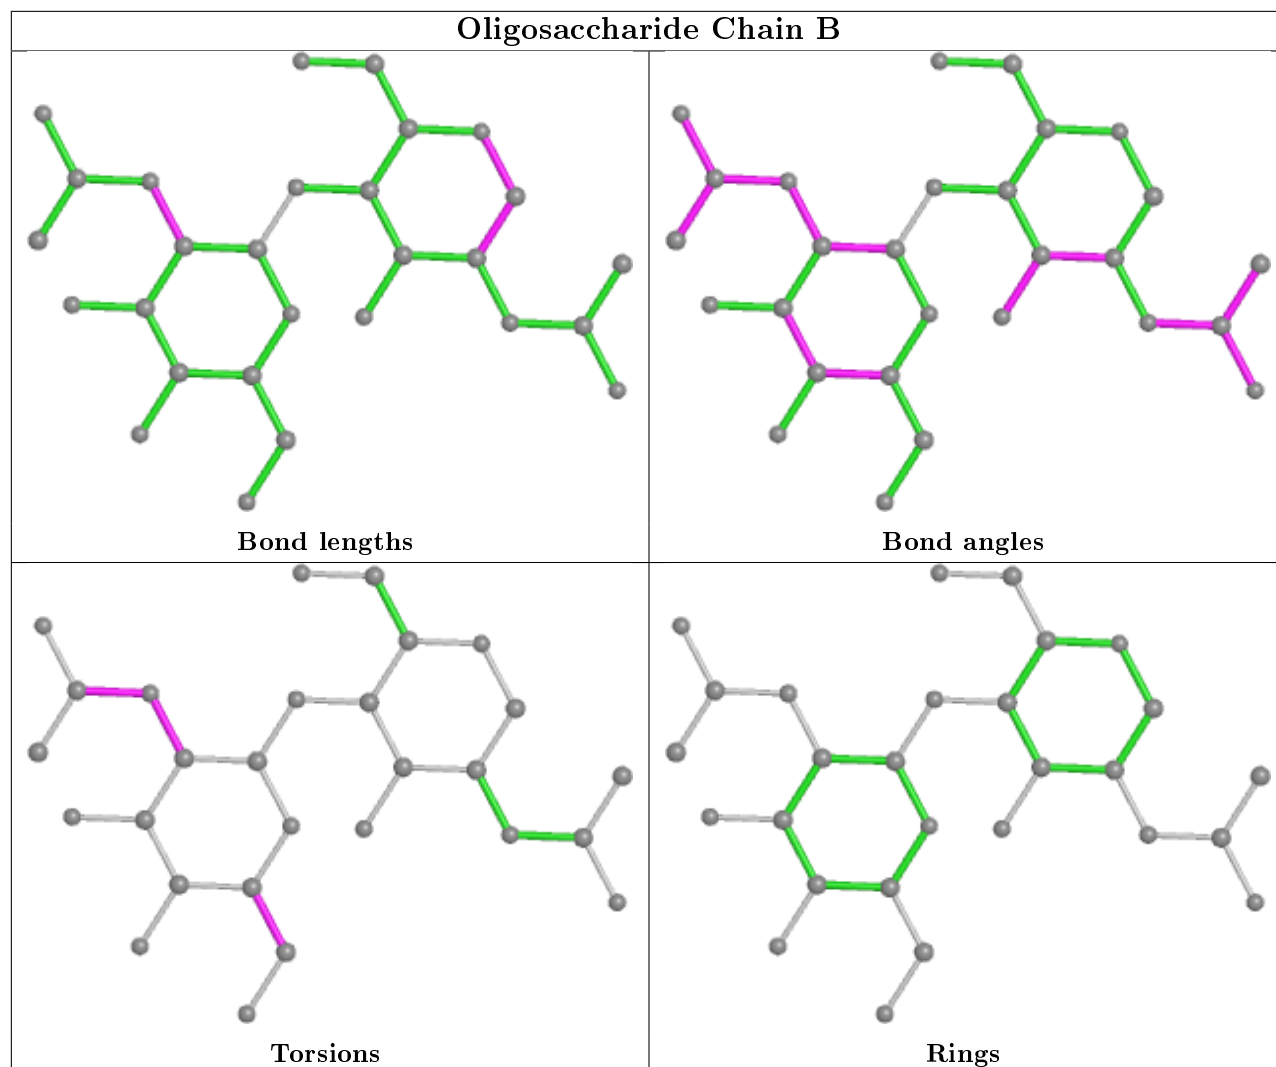 Oligosaccharide Chain B
Bond lengths
Bond angles
Torsions
Rings